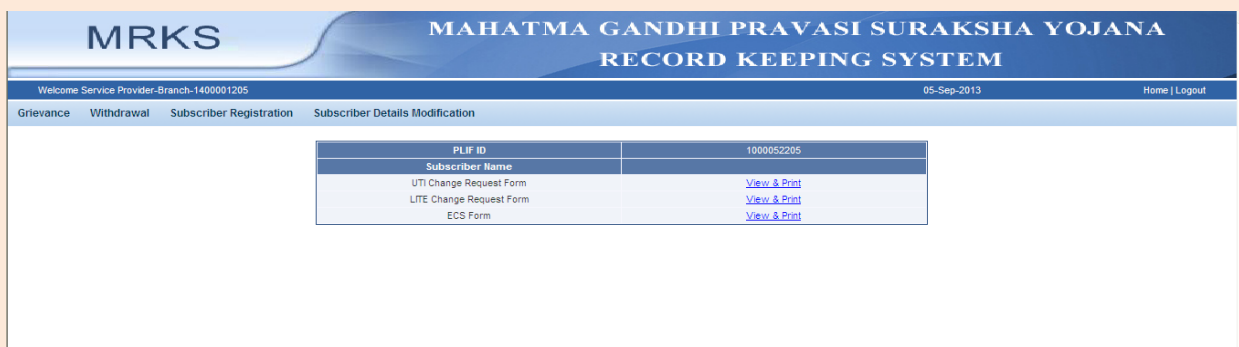 MRKS
MAHATMA GANDHI PRAVASI SURAKSHA YOJANA
RECORD KEEPING SYSTEM
Welcome Service Provider-Branch-1400001205 05-Sep-2013 Home | Logout
Grievance Withdrawal Subscriber Registration Subscriber Details Modification
PLIF ID 1000052205
Subscriber Name
UTI Change Request Form View & Print
LITE Change Request Form View & Print
ECS Form View & Print